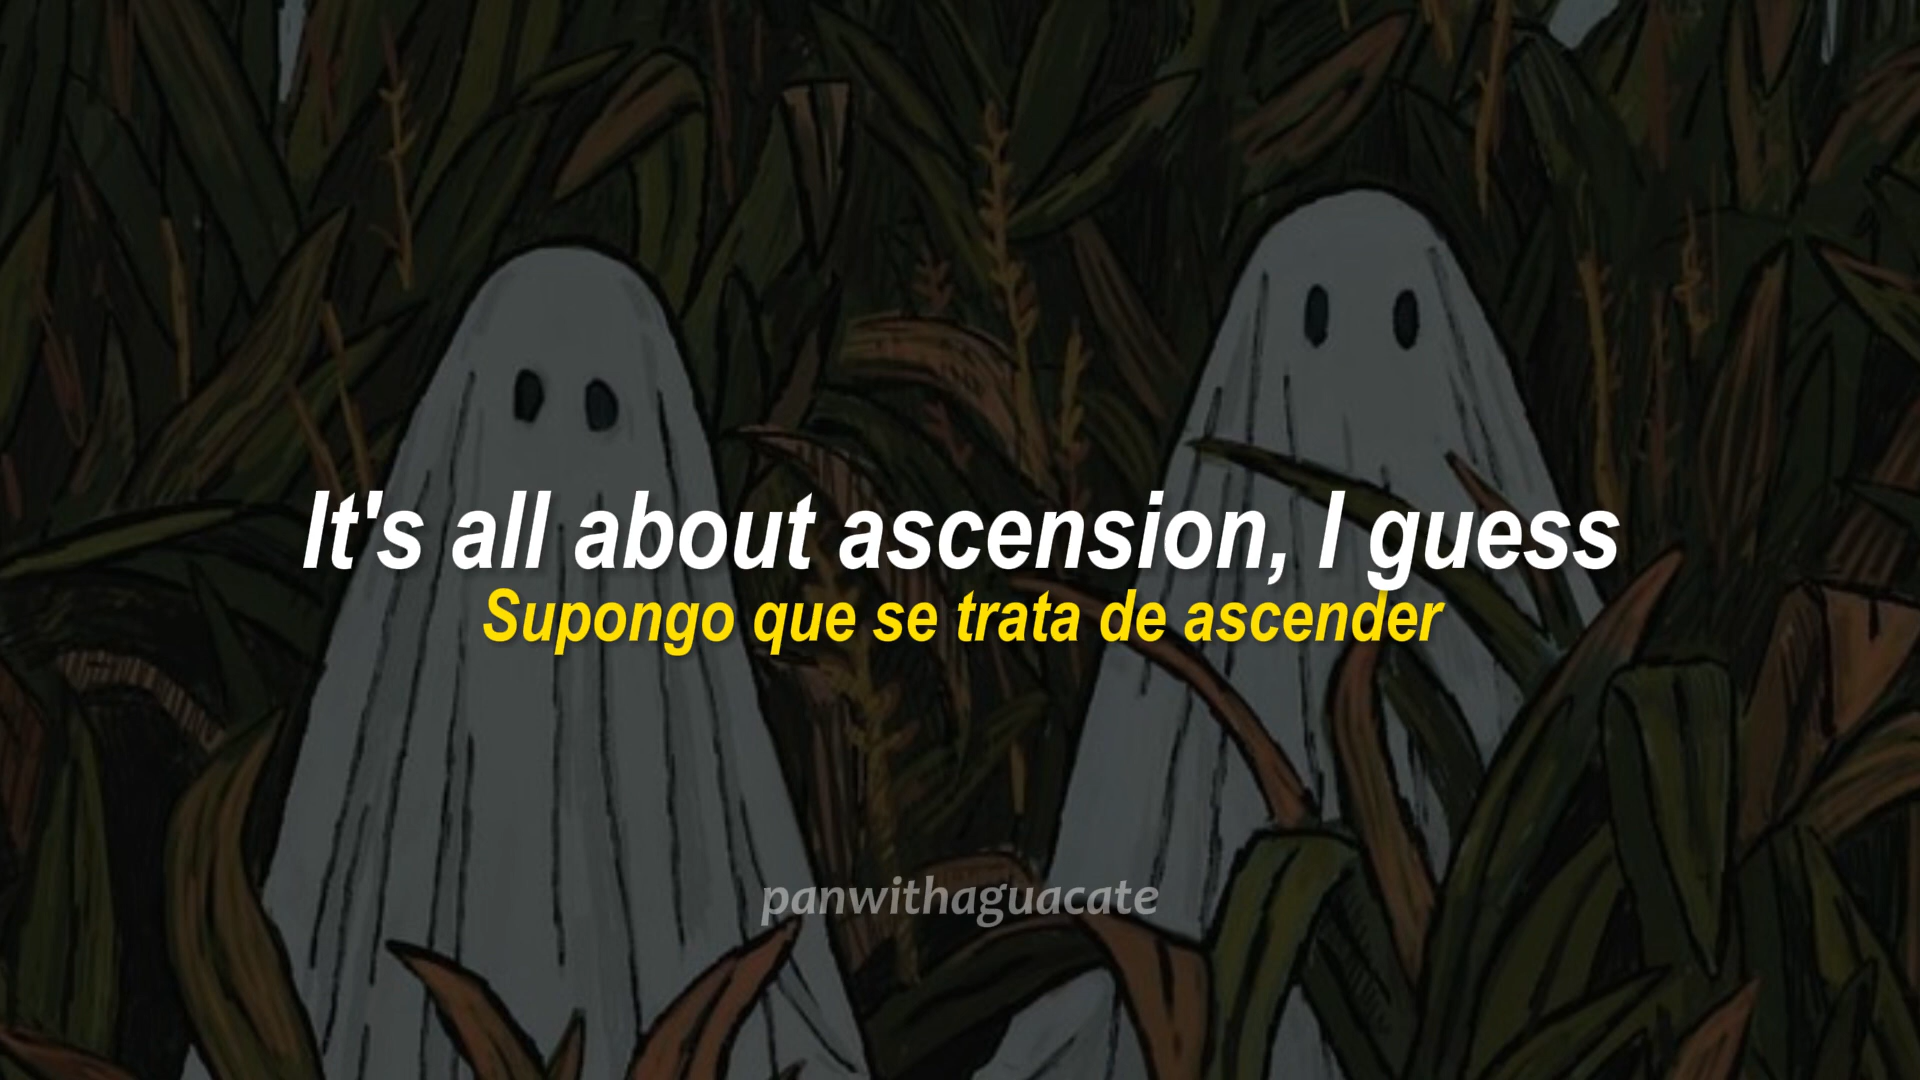 It's all about ascension, I guess
Supongo que se trata de ascender
panwithaguacate